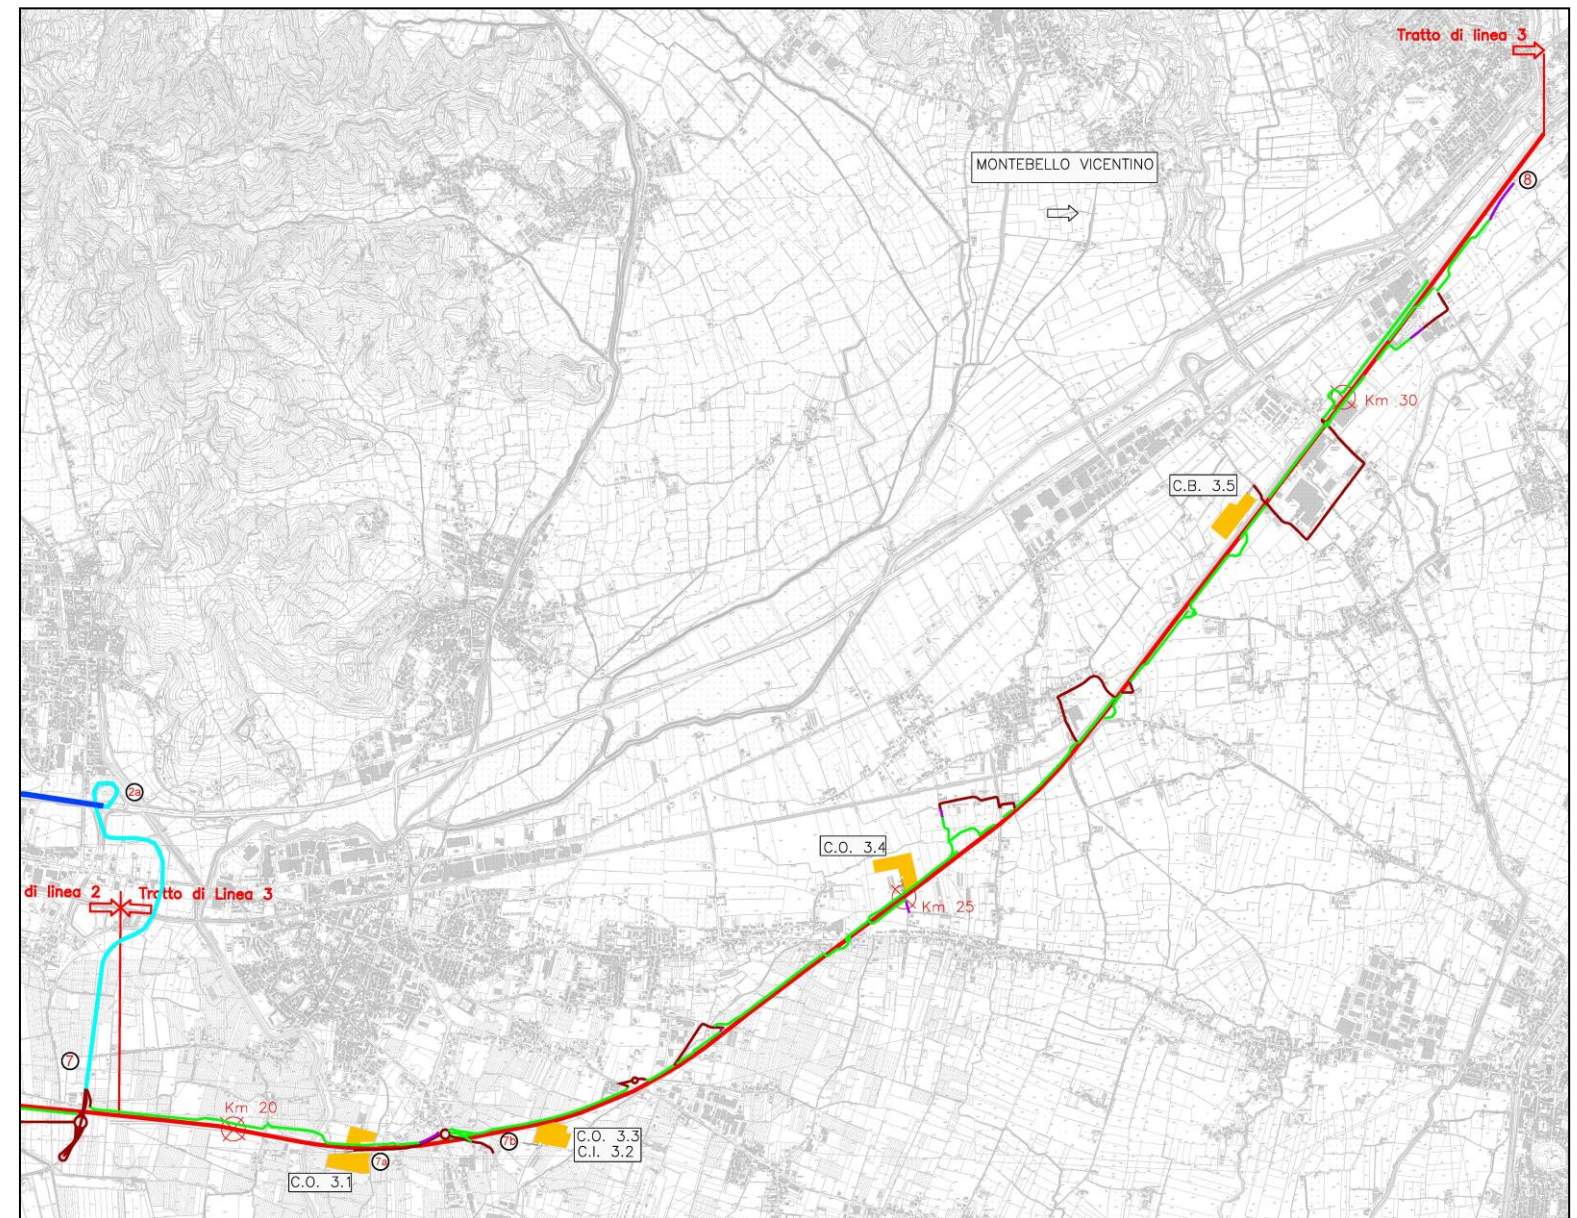 Tratto di linea 3
MONTEBELLO VICENTINO
8
Km 30
C.B. 3.5
2a
C.O. 3.4
di linea 2
Tratto di Linea 3
Km 25
7
Km 20
7b
C.O. 3.3
C.I. 3.2
7a
C.O. 3.1